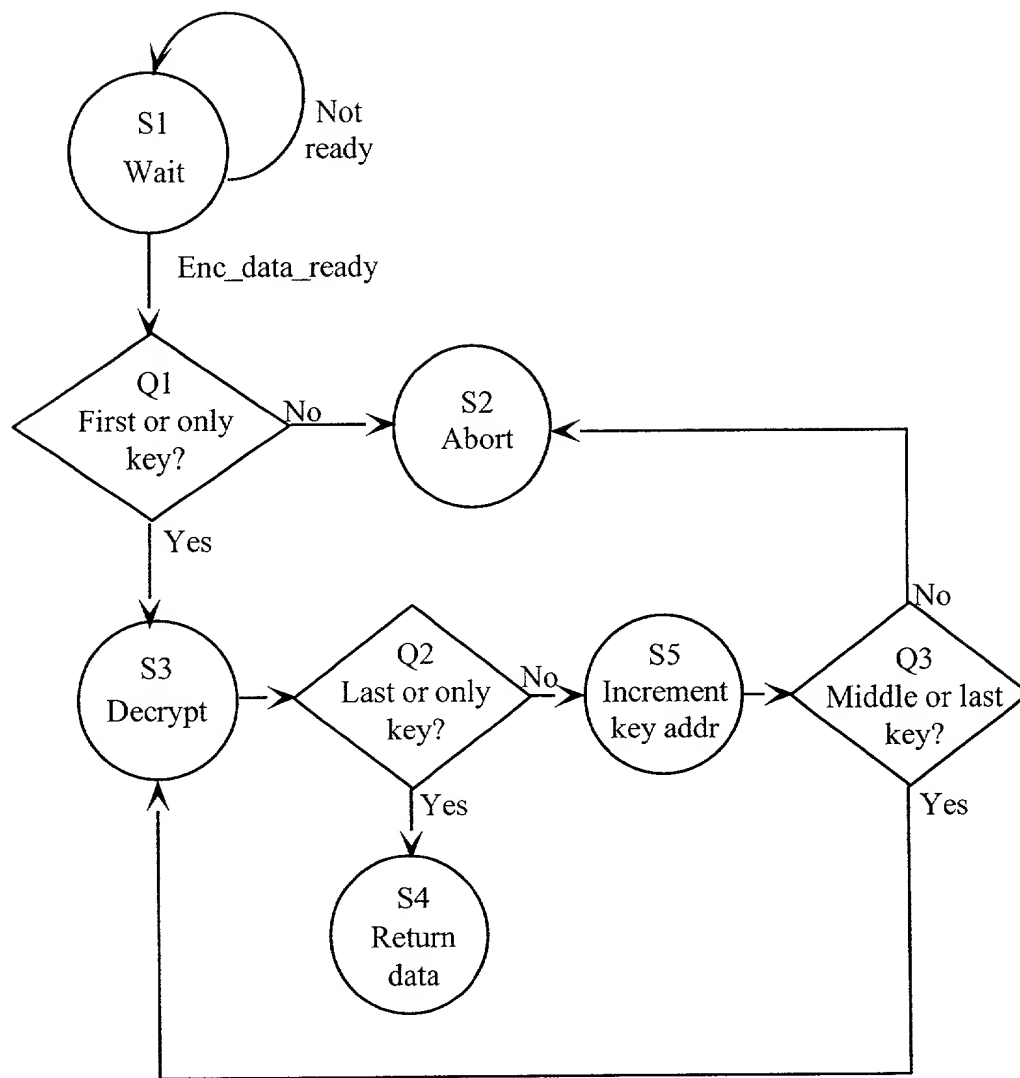 S1
Wait
Not
ready
Enc_data_ready
Q1
First or only
key?
No
S2
Abort
Yes
S3
Decrypt
Q2
Last or only
key?
No
S5
Increment
key addr
No
Q3
Middle or last
key?
Yes
Yes
S4
Return
data